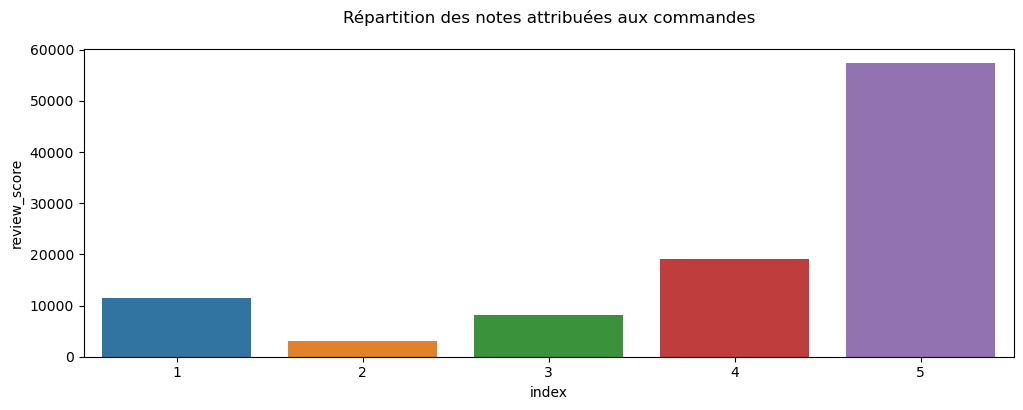 Répartition des notes attribuées aux commandes
60000
50000
40000
30000
20000
10000
0
review_score
1 2 3 4 5
index